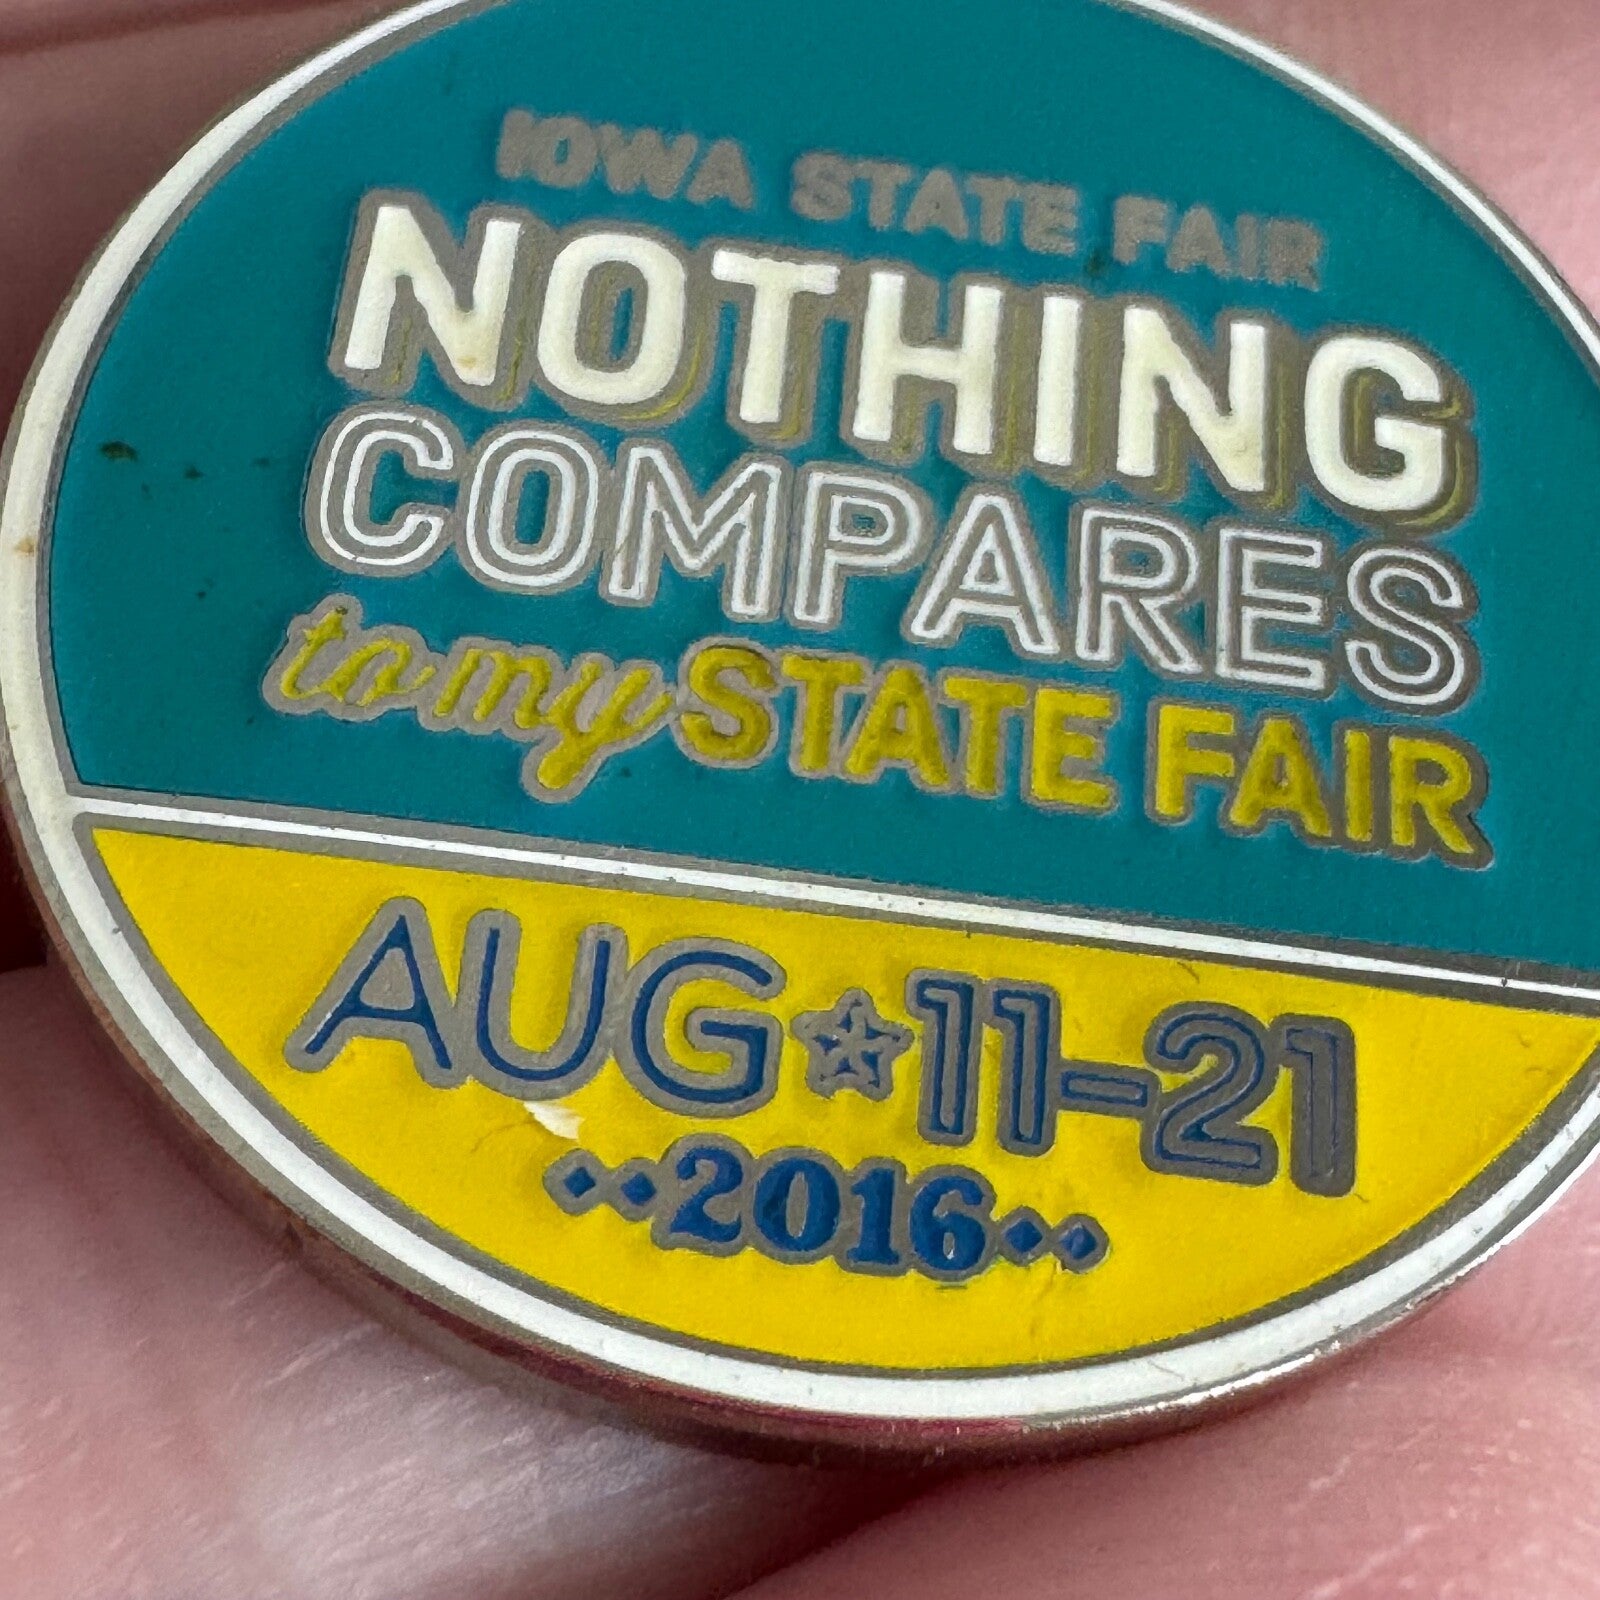 IOWA STATE FAIR
NOTHING
COMPARES
to my STATE FAIR
AUG★11-21
2016